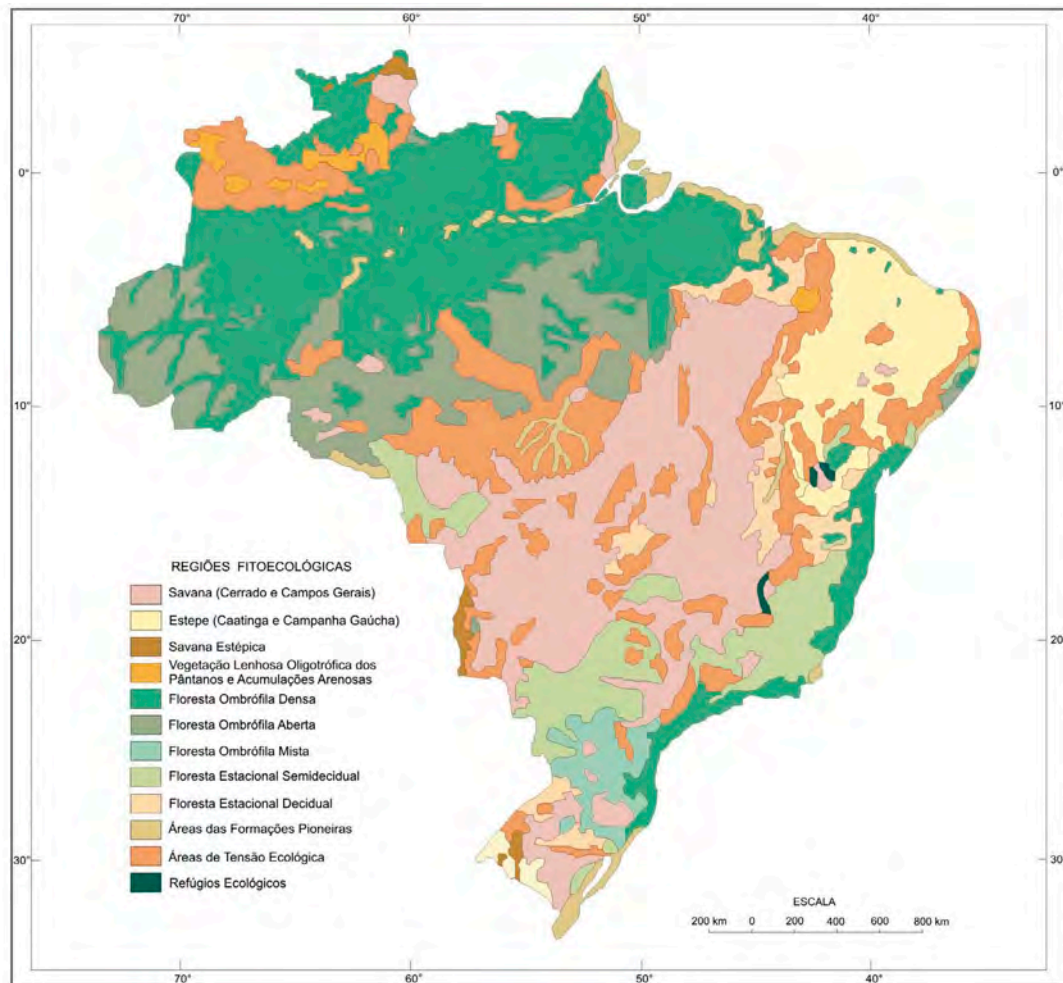 70° 60° 50° 40°
0° 0°
10° 10°
REGIÕES FITOECOLÓGICAS
Savana (Cerrado e Campos Gerais)
Estepe (Caatinga e Campanha Gaúcha)
Savana Estépica
20° 20°
Vegetação Lenhosa Oligotrófica dos
Pântanos e Acumulações Arenosas
Floresta Ombrófila Densa
Floresta Ombrófila Aberta
Floresta Ombrófila Mista
Floresta Estacional Semidecidual
Floresta Estacional Decidual
Áreas das Formações Pioneiras
Áreas de Tensão Ecológica
30° 30°
Refúgios Ecológicos
ESCALA
200 km 0 200 400 600 800 km
70° 60° 50° 40°